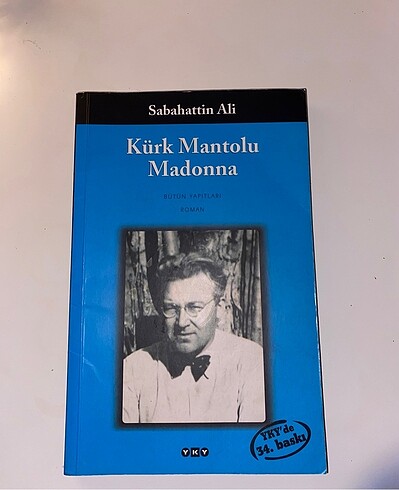 Sabahattin Ali
Kürk Mantolu
Madonna
BÜTÜN YAPITLARI
ROMAN
YKY
YKY'de
34. baskı